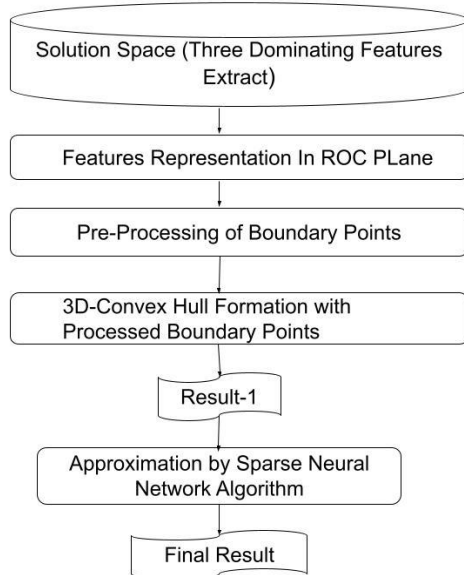 Solution Space (Three Dominating Features
Extract)
Features Representation In ROC PLane
Pre-Processing of Boundary Points
3D-Convex Hull Formation with
Processed Boundary Points
Result-1
Approximation by Sparse Neural
Network Algorithm
Final Result